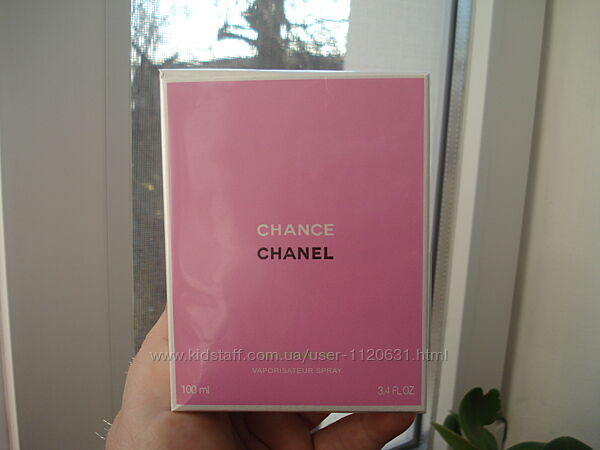 CHANCE
CHANEL
www.kidstaff.com.ua/user-1120631.html
VAPORISATEUR SPRAY
100 ml 3.4 FL.OZ.